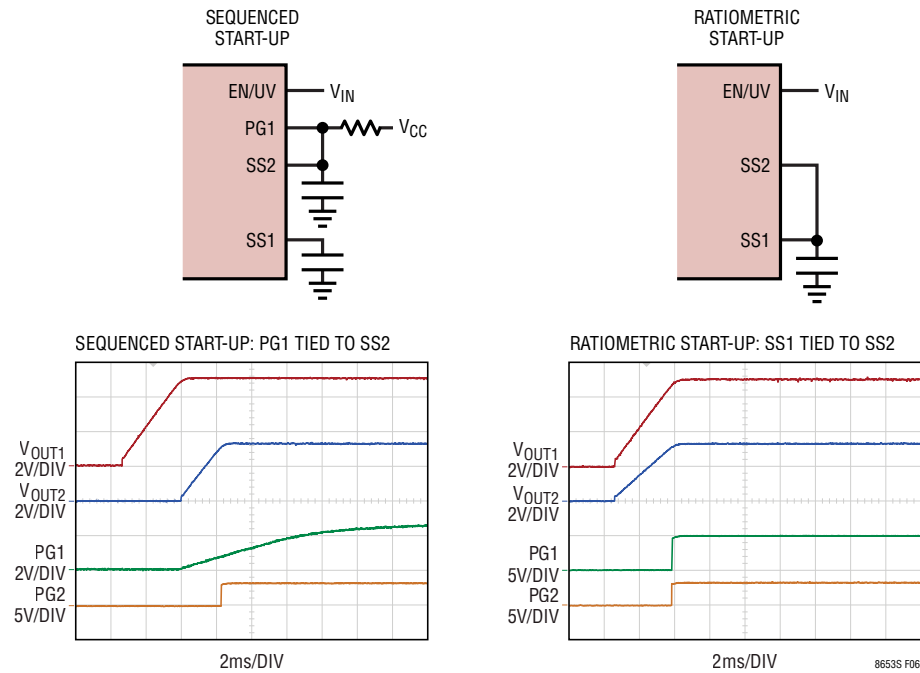 SEQUENCED
START-UP
EN/UV
VIN
PG1
VCC
SS2
SS1
RATIOMETRIC
START-UP
EN/UV
VIN
SS2
SS1
SEQUENCED START-UP: PG1 TIED TO SS2
VOUT1
2V/DIV
VOUT2
2V/DIV
PG1
2V/DIV
PG2
5V/DIV
2ms/DIV
RATIOMETRIC START-UP: SS1 TIED TO SS2
VOUT1
2V/DIV
VOUT2
2V/DIV
PG1
5V/DIV
PG2
5V/DIV
2ms/DIV
8653S F06